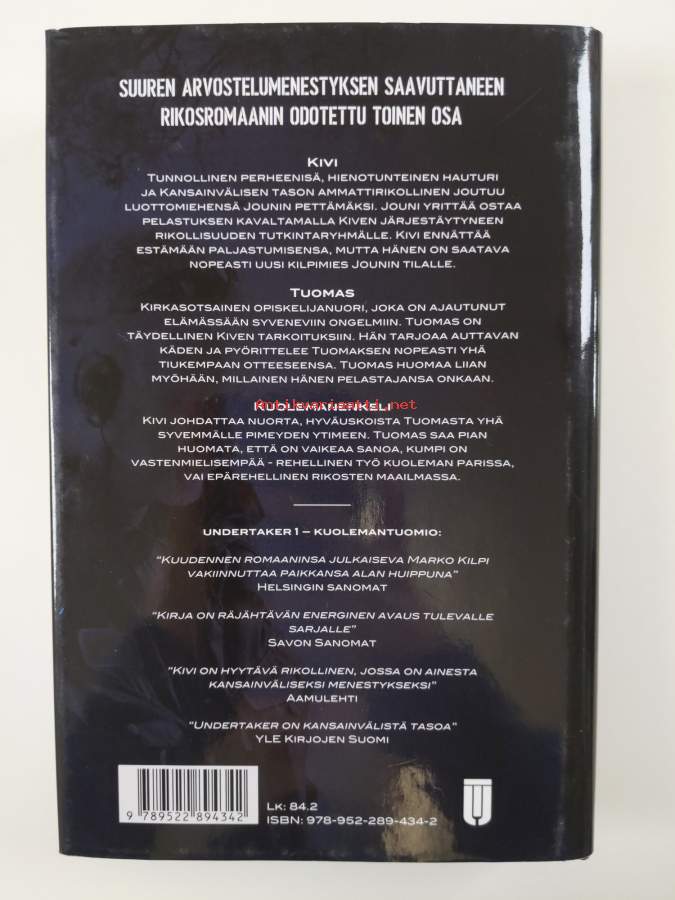 SUUREN ARVOSTELUMENESTYKSEN SAAVUTTANEEN
RIKOSROMAANIN ODOTETTU TOINEN OSA
KIVI
TUNNOLLINEN PERHEENISÄ, HIENOTUNTEINEN HAUTURI
JA KANSAINVÄLISEN TASON AMMATTIRIKOLLINEN JOUTUU
LUOTTOMIEHENSÄ JOUNIN PETTÄMÄKSI. JOUNI YRITTÄÄ OSTAA
PELASTUKSEN KAVALTAMALLA KIVEN JÄRJESTÄYTYNEEN
RIKOLLISUUDEN TUTKINTARYHMÄLLE. KIVI ENNÄTTÄÄ
ESTÄMÄÄN PALJASTUMISENSA, MUTTA HÄNEN ON SAATAVA
NOPEASTI UUSI KILPIMIES JOUNIN TILALLE.
TUOMAS
KIRKASOTSAINEN OPISKELIJANUORI, JOKA ON AJAUTUNUT
ELÄMÄSSÄÄN SYVENEVIIN ONGELMIIN. TUOMAS ON
TÄYDELLINEN KIVEN TARKOITUKSIIN. HÄN TARJOAA AUTTAVAN
KÄDEN JA PYÖRITTELEE TUOMAKSEN NOPEASTI YHÄ
TIUKEMPAAN OTTEESEENSA. TUOMAS HUOMAA LIIAN
MYÖHÄÄN, MILLAINEN HÄNEN PELASTAJANSA ONKAAN.
KUOLEMANENKELI
Antikvariaatti.net
KIVI JOHDATTAA NUORTA, HYVÄUSKOISTA TUOMASTA YHÄ
SYVEMMÄLLE PIMEYDEN YTIMEEN. TUOMAS SAA PIAN
HUOMATA, ETTÄ ON VAIKEAA SANOA, KUMPI ON
VASTENMIELISEMPÄÄ - REHELLINEN TYÖ KUOLEMAN PARISSA,
VAI EPÄREHELLINEN RIKOSTEN MAAILMASSA.
UNDERTAKER 1 – KUOLEMANTUOMIO:
"KUUDENNEN ROMAANINSA JULKAISEVA MARKO KILPI
VAKIINNUTTAA PAIKKANSA ALAN HUIPPUNA"
HELSINGIN SANOMAT
"KIRJA ON RÄJÄHTÄVÄN ENERGINEN AVAUS TULEVALLE
SARJALLE"
SAVON SANOMAT
"KIVI ON HYYTÄVÄ RIKOLLINEN, JOSSA ON AINESTA
KANSAINVÄLISEKSI MENESTYKSEKSI"
AAMULEHTI
"UNDERTAKER ON KANSAINVÄLISTÄ TASOA"
YLE KIRJOJEN SUOMI
LK: 84.2
ISBN: 978-952-289-434-2
9 789522 894342